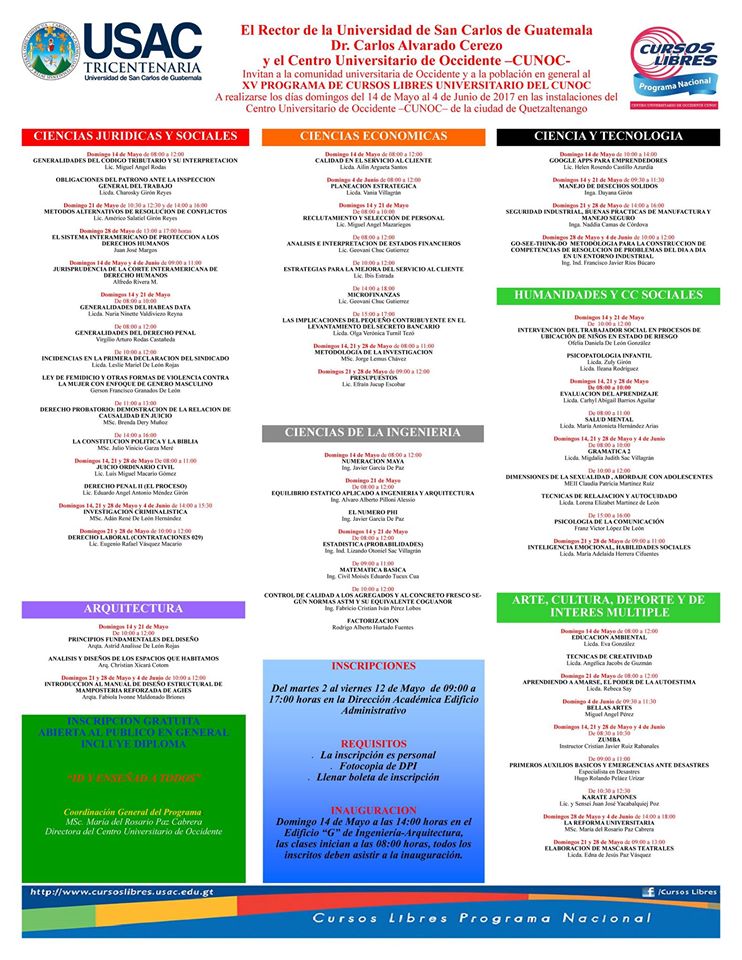 USAC
TRICENTENARIA
Universidad de San Carlos de Guatemala
El Rector de la Universidad de San Carlos de Guatemala
Dr. Carlos Alvarado Cerezo
y el Centro Universitario de Occidente –CUNOC-
Invitan a la comunidad universitaria de Occidente y a la población en general al
XV PROGRAMA DE CURSOS LIBRES UNIVERSITARIO DEL CUNOC
A realizarse los días domingos del 14 de Mayo al 4 de Junio de 2017 en las instalaciones del
Centro Universitario de Occidente –CUNOC– de la ciudad de Quetzaltenango
CURSOS
LIBRES
Programa Nacional
CENTRO UNIVERSITARIO DE OCCIDENTE CUNOC
CIENCIAS JURIDICAS Y SOCIALES
Domingo 14 de Mayo de 08:00 a 12:00
GENERALIDADES DEL CODIGO TRIBUTARIO Y SU INTERPRETACION
Lic. Miguel Angel Rodas
OBLIGACIONES DEL PATRONO ANTE LA INSPECCION
GENERAL DEL TRABAJO
Licda. Charosky Girón Reyes
Domingo 21 de Mayo de 10:30 a 12:30 y de 14:00 a 16:00
METODOS ALTERNATIVOS DE RESOLUCION DE CONFLICTOS
Lic. Américo Salatiel Girón Reyes
Domingo 28 de Mayo de 13:00 a 17:00 horas
EL SISTEMA INTERAMERICANO DE PROTECCION A LOS
DERECHOS HUMANOS
Juan José Margos
Domingos 14 de Mayo y 4 de Junio de 09:00 a 11:00
JURISPRUDENCIA DE LA CORTE INTERAMERICANA DE
DERECHO HUMANOS
Alfredo Rivera M.
Domingos 14 y 21 de Mayo
De 08:00 a 10:00
GENERALIDADES DEL HABEAS DATA
Licda. Nuria Ninette Valdiviezo Reyna
De 08:00 a 12:00
GENERALIDADES DEL DERECHO PENAL
Virgilio Arturo Rodas Castañeda
De 10:00 a 12:00
INCIDENCIAS EN LA PRIMERA DECLARACION DEL SINDICADO
Licda. Leslie Mariel De León Rojas
LEY DE FEMIDICIO Y OTRAS FORMAS DE VIOLENCIA CONTRA
LA MUJER CON ENFOQUE DE GENERO MASCULINO
Gerson Francisco Granados De León
De 11:00 a 13:00
DERECHO PROBATORIO: DEMOSTRACION DE LA RELACION DE
CAUSALIDAD EN JUCIO
MSc. Brenda Dery Muñoz
De 14:00 a 16:00
LA CONSTITUCION POLITICA Y LA BIBLIA
MSc. Julio Vinicio Garza Meré
Domingos 14, 21 y 28 de Mayo De 08:00 a 11:00
JUICIO ORDINARIO CIVIL
Lic. Luis Miguel Macario Gómez
DERECHO PENAL II (EL PROCESO)
Lic. Eduardo Angel Antonio Méndez Girón
Domingos 14, 21 y 28 de Mayo y 4 de Junio de 14:00 a 15:30
INVESTIGACION CRIMINALISTICA
MSc. Adán René De León Hernández
Domingos 21 y 28 de Mayo de 10:00 a 12:00
DERECHO LABORAL (CONTRATACIONES 029)
Lic. Eugenio Rafael Vásquez Macario
ARQUITECTURA
Domingos 14 y 21 de Mayo
De 10:00 a 12:00
PRINCIPIOS FUNDAMENTALES DEL DISEÑO
Arqta. Astrid Analisse De León Rojas
ANALISIS Y DISEÑOS DE LOS ESPACIOS QUE HABITAMOS
Arq. Christian Xicará Cotom
Domingos 21 y 28 de Mayo y 4 de Junio de 10:00 a 12:00
INTRODUCCION AL MANUAL DE DISEÑO ESTRUCTURAL DE
MAMPOSTERIA REFORZADA DE AGIES
Arqta. Fabiola Ivonne Maldonado Briones
INSCRIPCION GRATUITA
ABIERTA AL PUBLICO EN GENERAL
INCLUYE DIPLOMA
"ID Y ENSEÑAD A TODOS"
Coordinación General del Programa
MSc. María del Rosario Paz Cabrera
Directora del Centro Universitario de Occidente
CIENCIAS ECONOMICAS
Domingo 14 de Mayo de 08:00 a 12:00
CALIDAD EN EL SERVICIO AL CLIENTE
Licda. Ailin Argueta Santos
Domingo 4 de Junio de 08:00 a 12:00
PLANEACION ESTRATEGICA
Licda. Vania Villagrán
Domingos 14 y 21 de Mayo
De 08:00 a 10:00
RECLUTAMIENTO Y SELECCIÓN DE PERSONAL
Lic. Miguel Angel Mazariegos
De 08:00 a 12:00
ANALISIS E INTERPRETACION DE ESTADOS FINANCIEROS
Lic. Geovani Chuc Gutierrez
De 10:00 a 12:00
ESTRATEGIAS PARA LA MEJORA DEL SERVICIO AL CLIENTE
Lic. Ibis Estrada
De 14:00 a 18:00
MICROFINANZAS
Lic. Geovani Chuc Gutierrez
De 15:00 a 17:00
LAS IMPLICACIONES DEL PEQUEÑO CONTRIBUYENTE EN EL
LEVANTAMIENTO DEL SECRETO BANCARIO
Licda. Olga Verónica Turnil Tezó
Domingos 14, 21 y 28 de Mayo de 08:00 a 11:00
METODOLOGÍA DE LA INVESTIGACION
MSc. Jorge Lemus Chávez
Domingos 21 y 28 de Mayo de 09:00 a 12:00
PRESUPUESTOS
Lic. Efraín Jucup Escobar
CIENCIAS DE LA INGENIERIA
Domingo 14 de Mayo de 08:00 a 12:00
NUMERACION MAYA
Ing. Javier García De Paz
Domingo 21 de Mayo
De 08:00 a 12:00
EQUILIBRIO ESTATICO APLICADO A INGENIERIA Y ARQUITECTURA
Ing. Alvaro Alberto Pilloni Alessio
EL NUMERO PHI
Ing. Javier García De Paz
Domingos 14 y 21 de Mayo
De 08:00 a 12:00
ESTADISTICA (PROBABILIDADES)
Ing. Ind. Lizandro Otoniel Sac Villagrán
De 09:00 a 11:00
MATEMATICA BASICA
Ing. Civil Moisés Eduardo Tucux Cua
De 10:00 a 12:00
CONTROL DE CALIDAD A LOS AGREGADOS Y AL CONCRETO FRESCO SE-
GÚN NORMAS ASTM Y SU EQUIVALENTE COGUANOR
Ing. Fabricio Cristian Iván Pérez Lobos
FACTORIZACION
Rodrigo Alberto Hurtado Fuentes
INSCRIPCIONES
Del martes 2 al viernes 12 de Mayo de 09:00 a
17:00 horas en la Dirección Académica Edificio
Administrativo
REQUISITOS
. La inscripción es personal
. Fotocopia de DPI
. Llenar boleta de inscripción
INAUGURACION
Domingo 14 de Mayo a las 14:00 horas en el
Edificio "G" de Ingeniería-Arquitectura,
las clases inician a las 08:00 horas, todos los
inscritos deben asistir a la inauguración.
CIENCIA Y TECNOLOGIA
Domingo 14 de Mayo de 10:00 a 14:00
GOOGLE APPS PARA EMPRENDEDORES
Lic. Helen Rosendo Castillo Azurdia
Domingos 14 y 21 de Mayo de 09:30 a 11:30
MANEJO DE DESECHOS SOLIDOS
Inga. Dayana Girón
Domingos 21 y 28 de Mayo de 14:00 a 16:00
SEGURIDAD INDUSTRIAL, BUENAS PRACTICAS DE MANUFACTURA Y
MANEJO SEGURO
Inga. Naddia Camas de Córdova
Domingos 28 de Mayo y 4 de Junio de 10:00 a 12:00
GO-SEE-THINK-DO METODOLOGIA PARA LA CONSTRUCCION DE
COMPETENCIAS DE RESOLUCION DE PROBLEMAS DEL DIA A DIA
EN UN ENTORNO INDUSTRIAL
Ing. Ind. Francisco Javier Rios Búcaro
HUMANIDADES Y CC SOCIALES
Domingos 14 y 21 de Mayo
De 10:00 a 12:00
INTERVENCION DEL TRABAJADOR SOCIAL EN PROCESOS DE
UBICACIÓN DE NIÑOS EN ESTADO DE RIESGO
Ofelia Daniela De León González
PSICOPATOLOGIA INFANTIL
Licda. Zuly Girón
Licda. Ileana Rodríguez
Domingos 14, 21 y 28 de Mayo
De 08:00 a 10:00
EVALUACION DEL APRENDIZAJE
Licda. Carhyl Abigail Barrios Aguilar
De 08:00 a 11:00
SALUD MENTAL
Licda. María Antonieta Hernández Arias
Domingos 14, 21 y 28 de Mayo y 4 de Junio
De 08:00 a 10:00
GRAMATICA 2
Licda. Migdalia Judith Sac Villagrán
De 10:00 a 12:00
DIMENSIONES DE LA SEXUALIDAD , ABORDAJE CON ADOLESCENTES
MEII Claudia Patricia Martínez Ruiz
TECNICAS DE RELAJACION Y AUTOCUIDADO
Licda. Lorena Elizabet Martínez de León
De 15:00 a 16:00
PSICOLOGIA DE LA COMUNICACIÓN
Franz Victor López De León
Domingos 21 y 28 de Mayo de 09:00 a 11:00
INTELIGENCIA EMOCIONAL, HABILIDADES SOCIALES
Licda. María Adelaida Herrera Cifuentes
ARTE, CULTURA, DEPORTE Y DE
INTERES MULTIPLE
Domingo 14 de Mayo de 08:00 a 12:00
EDUCACION AMBIENTAL
Licda. Eva González
TECNICAS DE CREATIVIDAD
Licda. Angélica Jacobs de Guzmán
Domingo 21 de Mayo de 08:00 a 12:00
APRENDIENDO A AMARSE, EL PODER DE LA AUTOESTIMA
Licda. Rebeca Say
Domingo 4 de Junio de 09:30 a 11:30
BELLAS ARTES
Miguel Angel Pérez
Domingos 14, 21 y 28 de Mayo y 4 de Junio
De 08:30 a 10:30
ZUMBA
Instructor Cristian Javier Ruiz Rabanales
De 09:00 a 11:00
PRIMEROS AUXILIOS BASICOS Y EMERGENCIAS ANTE DESASTRES
Especialista en Desastres
Hugo Rolando Peláez Urizar
De 10:30 a 12:30
KARATE JAPONES
Lic. y Sensei Juan José Yacabalquiej Poz
Domingos 28 de Mayo y 4 de Junio de 14:00 a 18:00
LA REFORMA UNIVERSITARIA
MSc. María del Rosario Paz Cabrera
Domingos 21 y 28 de Mayo de 09:00 a 13:00
ELABORACION DE MASCARAS TEATRALES
Licda. Edna de Jesús Paz Vásquez
http://www.cursoslibres.usac.edu.gt
f /Cursos Libres
Cursos Libres Programa Nacional